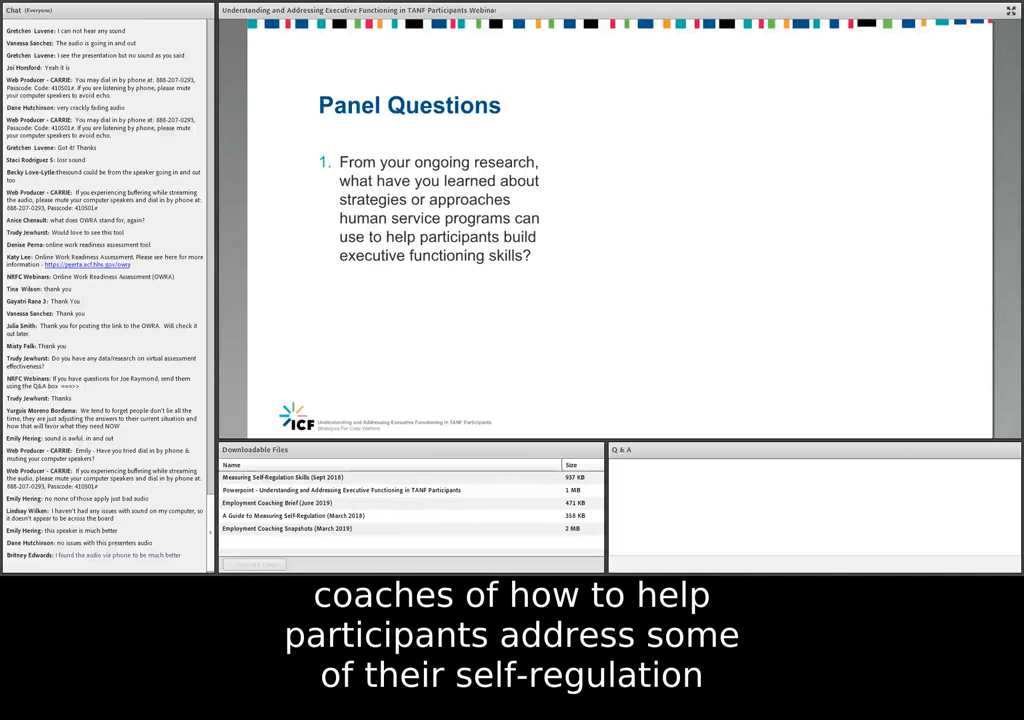 Chat (Everyone)
Gretchen Luvene: I can not hear any sound
Vanessa Sanchez: The audio is going in and out
Gretchen Luvene: I see the presentation but no sound as you said
Joi Horsford: Yeah it is
Web Producer - CARRIE: You may dial in by phone at: 888-207-0293,
Passcode: Code: 410501#. If you are listening by phone, please mute
your computer speakers to avoid echo.
Dane Hutchinson: very crackly fading audio
Web Producer - CARRIE: You may dial in by phone at: 888-207-0293,
Passcode: Code: 410501#. If you are listening by phone, please mute
your computer speakers to avoid echo.
Gretchen Luvene: Got it! Thanks
Staci Rodriguez S: losr sound
Becky Love-Lytle:thesound could be from the speaker going in and out
too
Web Producer - CARRIE: If you experiencing buffering while streaming
the audio, please mute your computer speakers and dial in by phone at:
888-207-0293, Passcode: 410501#
Anice Chenault: what does OWRA stand for, again?
Trudy Jewhurst: Would love to see this tool
Denise Perna: online work readiness assessment tool
Katy Lee: Online Work Readiness Assessment. Please see here for more
information - https://peerta.acf.hhs.gov/owra
NRFC Webinars: Online Work Readiness Assessment (OWRA)
Tina Wilson: thank you
Gayatri Rana 3: Thank You
Vanessa Sanchez: Thank you
Julia Smith: Thank you for posting the link to the OWRA. Will check it
out later.
Misty Falk: Thank you
Trudy Jewhurst: Do you have any data/research on virtual assessment
effectiveness?
NRFC Webinars: If you have questions for Joe Raymond, send them
using the Q&A box ===>>
Trudy Jewhurst: Thanks
Yurguis Moreno Bordama: We tend to forget people don't lie all the
time, they are just adjusting the answers to their current situation and
how that will favor what they need NOW
Emily Hering: sound is awful. in and out
Web Producer - CARRIE: Emily - Have you tried dial in by phone &
muting your computer speakers?
Web Producer - CARRIE: If you experiencing buffering while streaming
the audio, please mute your computer speakers and dial in by phone at:
888-207-0293, Passcode: 410501#
Emily Hering: no none of those apply just bad audio
Lindsay Wilken: I haven't had any issues with sound on my computer, so
it doesn't appear to be across the board
Emily Hering: this speaker is much better
Dane Hutchinson: no issues with this presenters audio
Britney Edwards: I found the audio via phone to be much better
Understanding and Addressing Executive Functioning in TANF Participants Webinar
Panel Questions
1. From your ongoing research,
what have you learned about
strategies or approaches
human service programs can
use to help participants build
executive functioning skills?
ICF
Understanding and Addressing Executive Functioning in TANF Participants
Strategies For Case Workers
Downloadable Files
Name Size
Measuring Self-Regulation Skills (Sept 2018) 937 KB
Powerpoint - Understanding and Addressing Executive Functioning in TANF Participants 1 MB
Employment Coaching Brief (June 2019) 471 KB
A Guide to Measuring Self-Regulation (March 2018) 358 KB
Employment Coaching Snapshots (March 2019) 2 MB
Q & A
coaches of how to help
participants address some
of their self-regulation